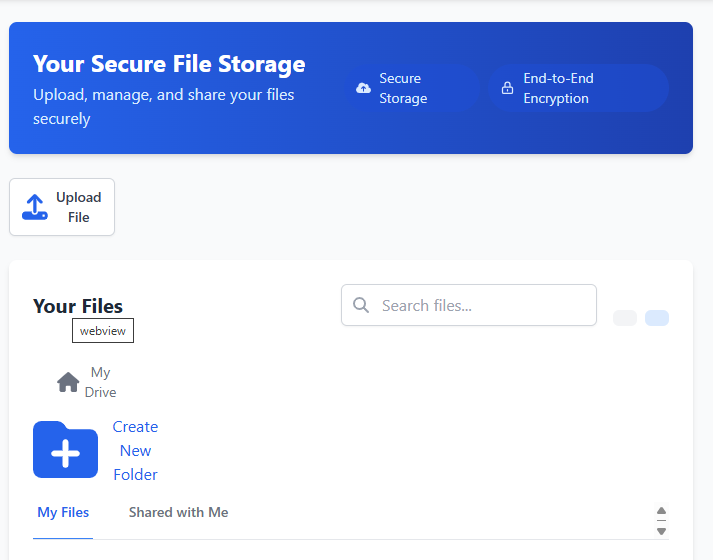 Your Secure File Storage
Upload, manage, and share your files
securely
Secure
Storage
End-to-End
Encryption
Upload
File
Your Files
Search files...
webview
My
Drive
Create
New
Folder
My Files
Shared with Me